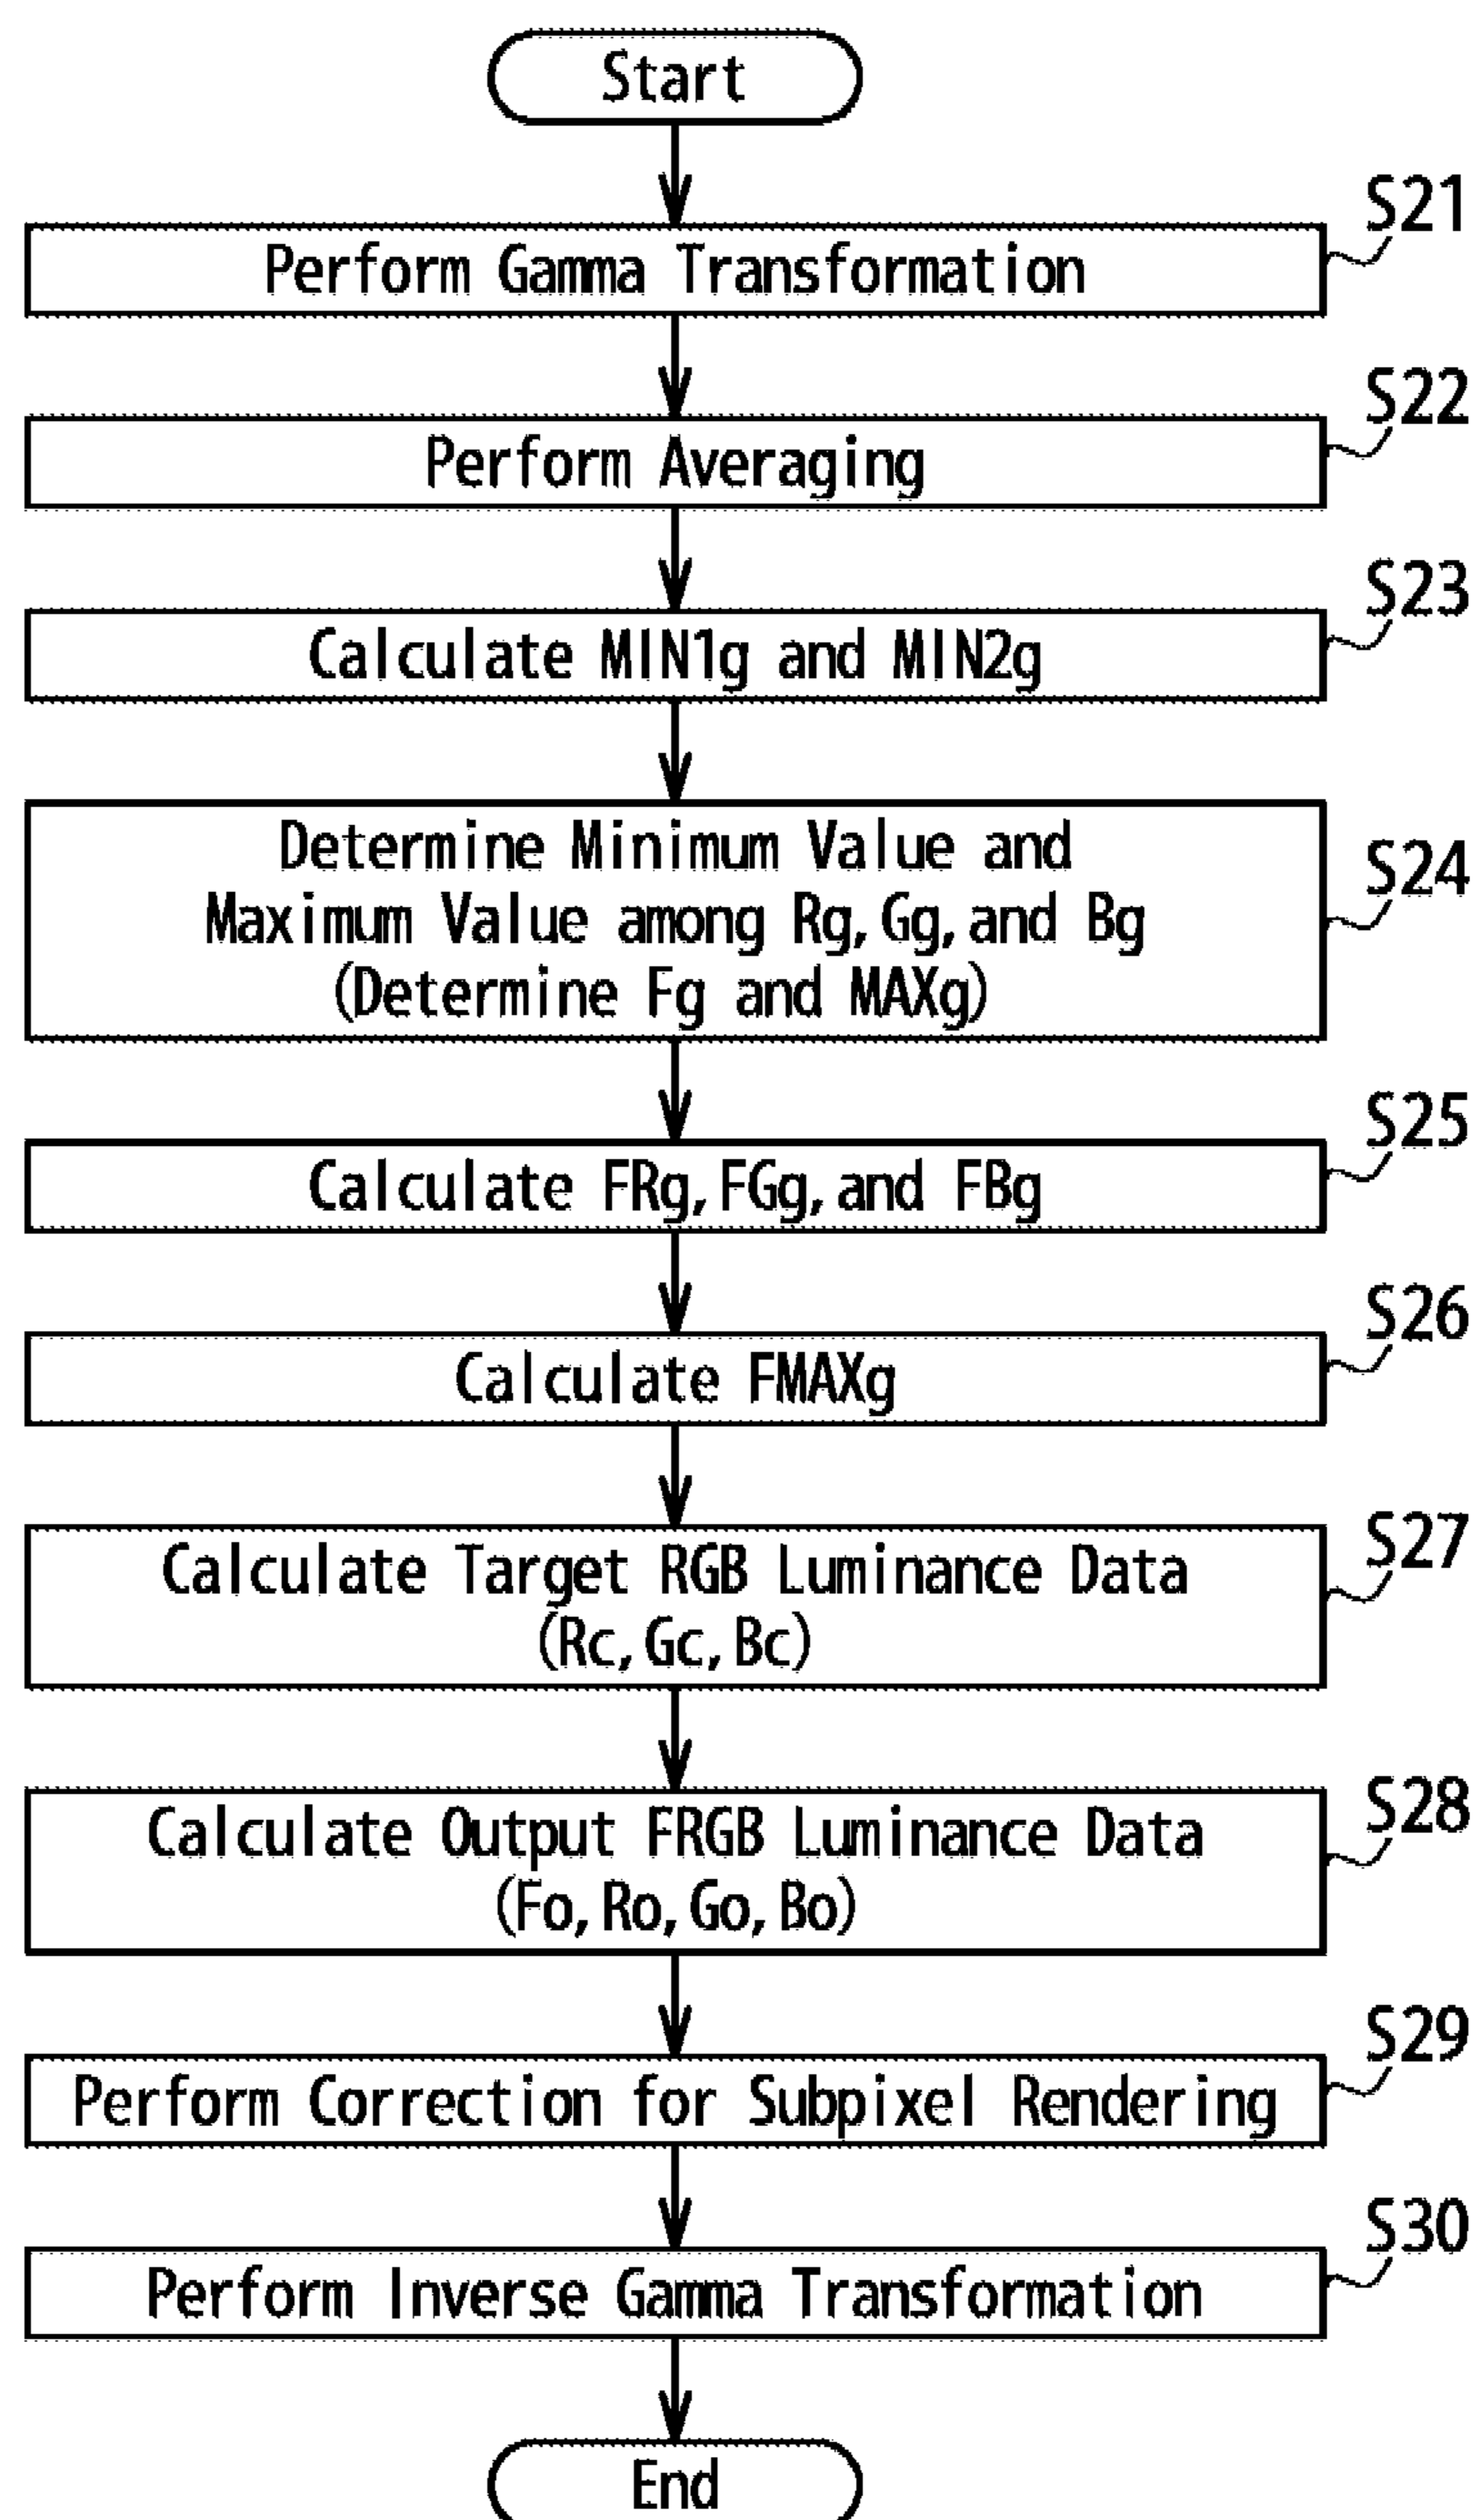 Start
S21
Perform Gamma Transformation
S22
Perform Averaging
S23
Calculate MIN1g and MIN2g
S24
Determine Minimum Value and
Maximum Value among Rg, Gg, and Bg
(Determine Fg and MAXg)
S25
Calculate FRg, FGg, and FBg
S26
Calculate FMAXg
S27
Calculate Target RGB Luminance Data
(Rc, Gc, Bc)
S28
Calculate Output FRGB Luminance Data
(Fo, Ro, Go, Bo)
S29
Perform Correction for Subpixel Rendering
S30
Perform Inverse Gamma Transformation
End